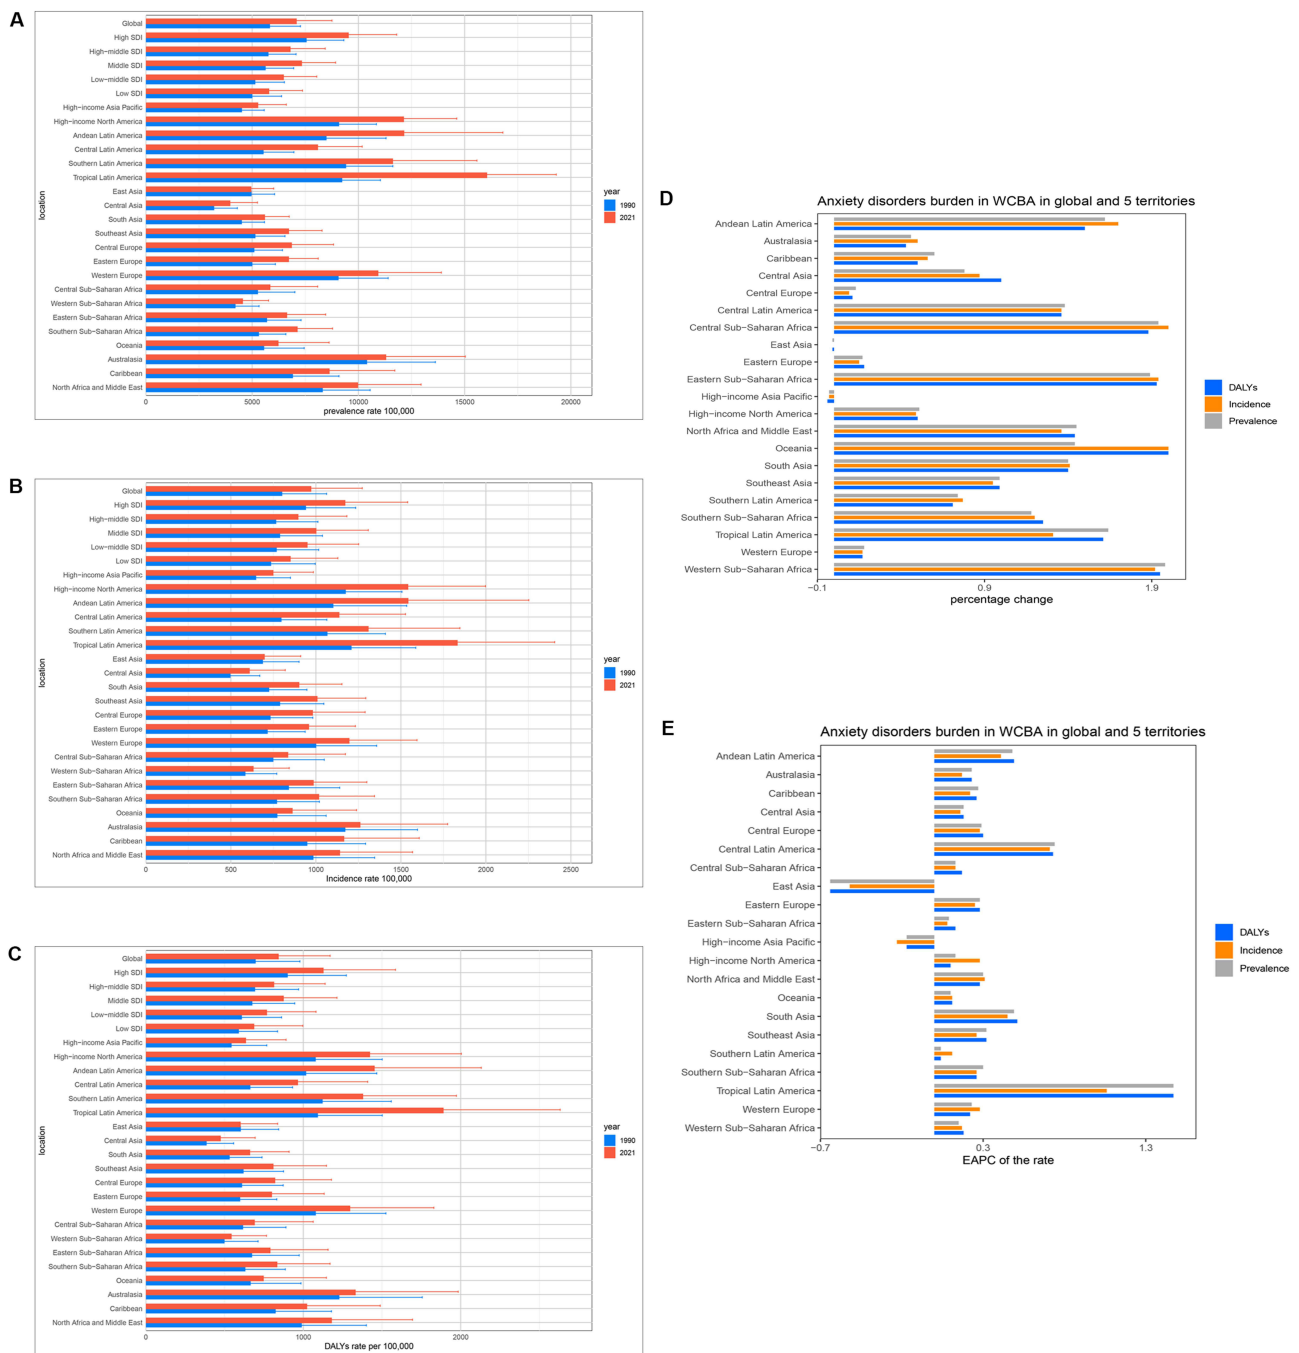 A
Global
High SDI
High-middle SDI
Middle SDI
Low-middle SDI
Low SDI
High-income Asia Pacific
High-income North America
Andean Latin America
Central Latin America
Southern Latin America
Tropical Latin America
East Asia
Central Asia
South Asia
Southeast Asia
Central Europe
Eastern Europe
Western Europe
Central Sub-Saharan Africa
Western Sub-Saharan Africa
Eastern Sub-Saharan Africa
Southern Sub-Saharan Africa
Oceania
Australasia
Caribbean
North Africa and Middle East
location
0 5000 10000 15000 20000
prevalence rate 100,000
year
1990
2021
B
Global
High SDI
High-middle SDI
Middle SDI
Low-middle SDI
Low SDI
High-income Asia Pacific
High-income North America
Andean Latin America
Central Latin America
Southern Latin America
Tropical Latin America
East Asia
Central Asia
South Asia
Southeast Asia
Central Europe
Eastern Europe
Western Europe
Central Sub-Saharan Africa
Western Sub-Saharan Africa
Eastern Sub-Saharan Africa
Southern Sub-Saharan Africa
Oceania
Australasia
Caribbean
North Africa and Middle East
location
0 500 1000 1500 2000 2500
Incidence rate 100,000
year
1990
2021
C
Global
High SDI
High-middle SDI
Middle SDI
Low-middle SDI
Low SDI
High-income Asia Pacific
High-income North America
Andean Latin America
Central Latin America
Southern Latin America
Tropical Latin America
East Asia
Central Asia
South Asia
Southeast Asia
Central Europe
Eastern Europe
Western Europe
Central Sub-Saharan Africa
Western Sub-Saharan Africa
Eastern Sub-Saharan Africa
Southern Sub-Saharan Africa
Oceania
Australasia
Caribbean
North Africa and Middle East
location
0 1000 2000
DALYs rate per 100,000
year
1990
2021
D
Anxiety disorders burden in WCBA in global and 5 territories
Andean Latin America
Australasia
Caribbean
Central Asia
Central Europe
Central Latin America
Central Sub-Saharan Africa
East Asia
Eastern Europe
Eastern Sub-Saharan Africa
High-income Asia Pacific
High-income North America
North Africa and Middle East
Oceania
South Asia
Southeast Asia
Southern Latin America
Southern Sub-Saharan Africa
Tropical Latin America
Western Europe
Western Sub-Saharan Africa
-0.1 0.9 1.9
percentage change
DALYs
Incidence
Prevalence
E
Anxiety disorders burden in WCBA in global and 5 territories
Andean Latin America
Australasia
Caribbean
Central Asia
Central Europe
Central Latin America
Central Sub-Saharan Africa
East Asia
Eastern Europe
Eastern Sub-Saharan Africa
High-income Asia Pacific
High-income North America
North Africa and Middle East
Oceania
South Asia
Southeast Asia
Southern Latin America
Southern Sub-Saharan Africa
Tropical Latin America
Western Europe
Western Sub-Saharan Africa
-0.7 0.3 1.3
EAPC of the rate
DALYs
Incidence
Prevalence